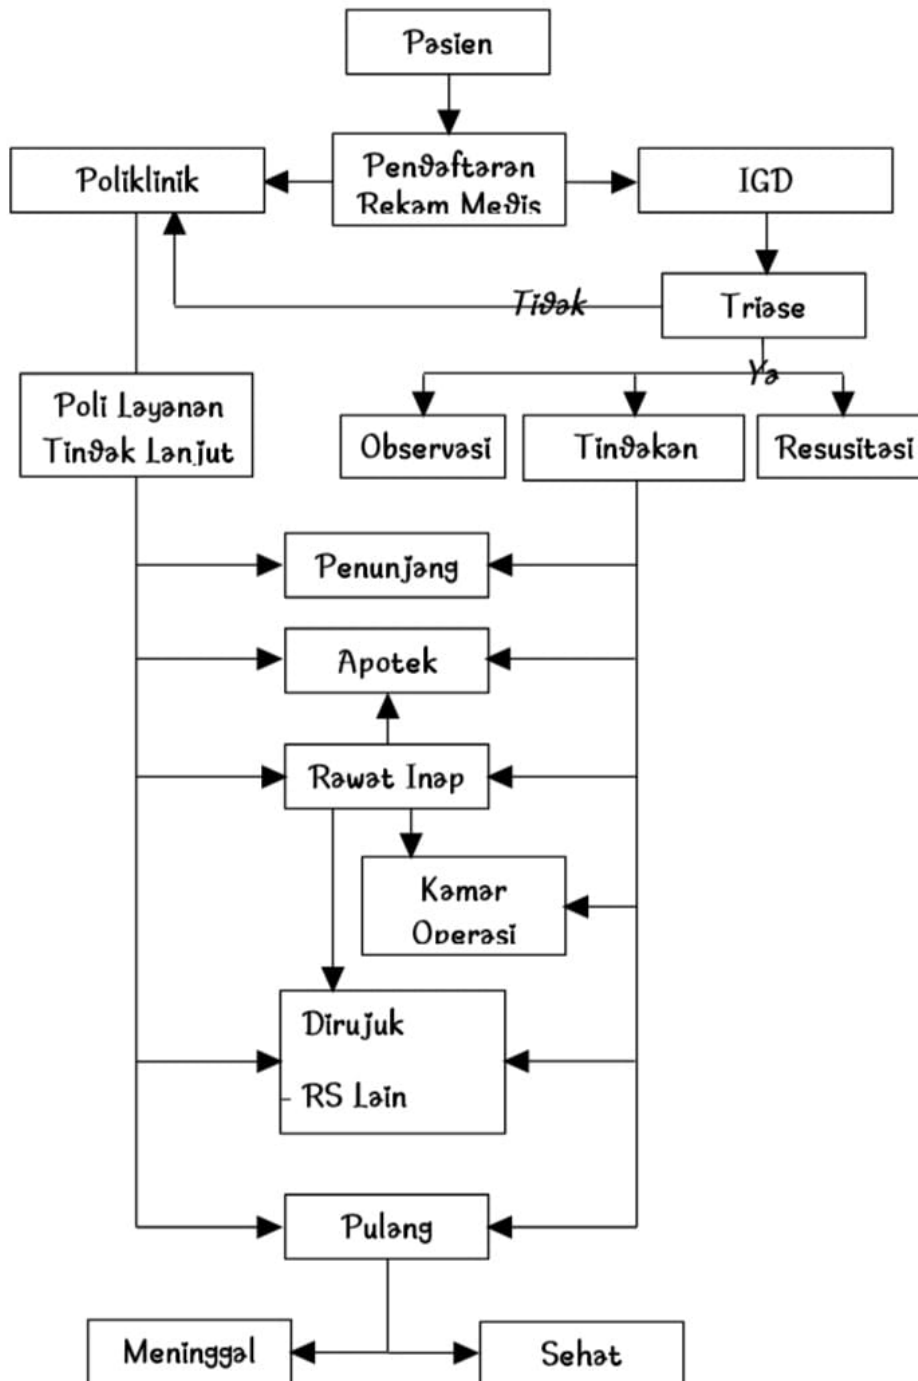 Pasien
Poliklinik
Pendaftaran
Rekam Medis
IGD
Tidak
Triase
Ya
Poli Layanan
Tindak Lanjut
Observasi
Tindakan
Resusitasi
Penunjang
Apotek
Rawat Inap
Kamar
Operasi
Dirujuk
- RS Lain
Pulang
Meninggal
Sehat